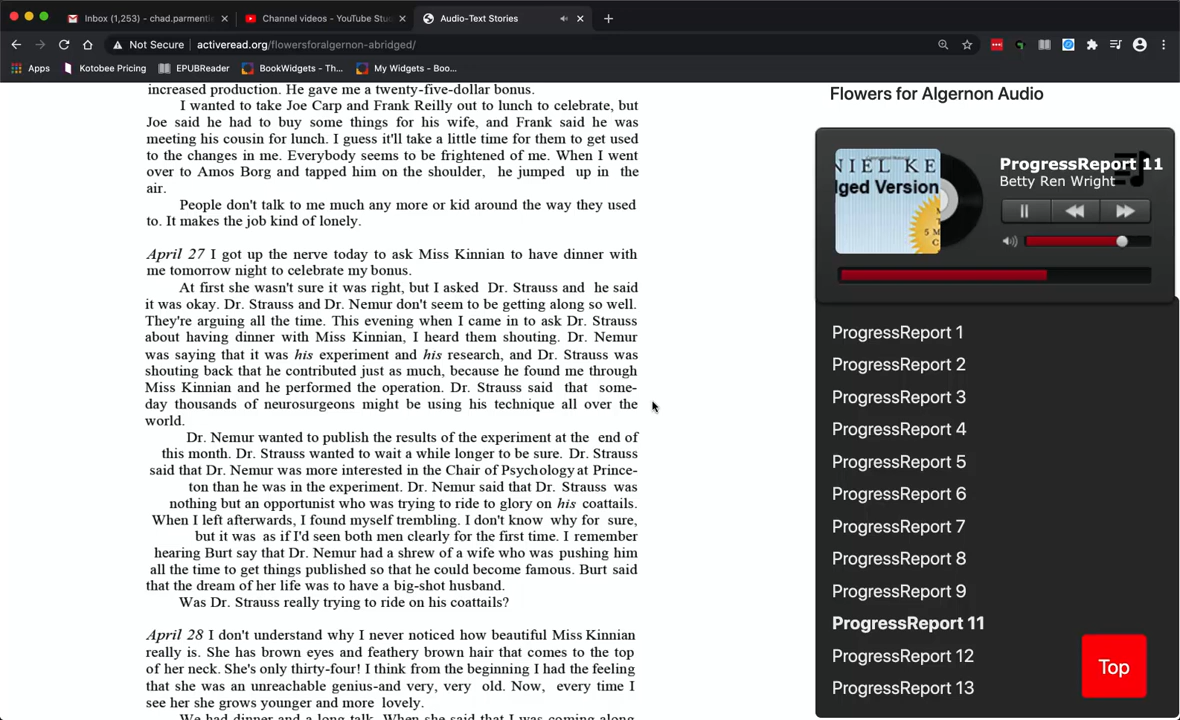 Inbox (1,253) - chad.parmenti
Channel videos - YouTube Stu
Audio-Text Stories
Not Secure
activeread.org/flowersforalgernon-abridged/
Apps
Kotobee Pricing
EPUBReader
BookWidgets - Th...
My Widgets - Boo...
increased production. He gave me a twenty-five-dollar bonus.
I wanted to take Joe Carp and Frank Reilly out to lunch to celebrate, but
Joe said he had to buy some things for his wife, and Frank said he was
meeting his cousin for lunch. I guess it'll take a little time for them to get used
to the changes in me. Everybody seems to be frightened of me. When I went
over to Amos Borg and tapped him on the shoulder, he jumped up in the
air.
People don't talk to me much any more or kid around the way they used
to. It makes the job kind of lonely.
April 27 I got up the nerve today to ask Miss Kinnian to have dinner with
me tomorrow night to celebrate my bonus.
At first she wasn't sure it was right, but I asked Dr. Strauss and he said
it was okay. Dr. Strauss and Dr. Nemur don't seem to be getting along so well.
They're arguing all the time. This evening when I came in to ask Dr. Strauss
about having dinner with Miss Kinnian, I heard them shouting. Dr. Nemur
was saying that it was his experiment and his research, and Dr. Strauss was
shouting back that he contributed just as much, because he found me through
Miss Kinnian and he performed the operation. Dr. Strauss said that some-
day thousands of neurosurgeons might be using his technique all over the
world.
Dr. Nemur wanted to publish the results of the experiment at the end of
this month. Dr. Strauss wanted to wait a while longer to be sure. Dr. Strauss
said that Dr. Nemur was more interested in the Chair of Psychology at Prince-
ton than he was in the experiment. Dr. Nemur said that Dr. Strauss was
nothing but an opportunist who was trying to ride to glory on his coattails.
When I left afterwards, I found myself trembling. I don't know why for sure,
but it was as if I'd seen both men clearly for the first time. I remember
hearing Burt say that Dr. Nemur had a shrew of a wife who was pushing him
all the time to get things published so that he could become famous. Burt said
that the dream of her life was to have a big-shot husband.
Was Dr. Strauss really trying to ride on his coattails?
April 28 I don't understand why I never noticed how beautiful Miss Kinnian
really is. She has brown eyes and feathery brown hair that comes to the top
of her neck. She's only thirty-four! I think from the beginning I had the feeling
that she was an unreachable genius-and very, very old. Now, every time I
see her she grows younger and more lovely.
We had dinner and a long talk. When she said that I was coming along
Flowers for Algernon Audio
NIEL KE
lged Version
5 M
C
ProgressReport 11
Betty Ren Wright
ProgressReport 1
ProgressReport 2
ProgressReport 3
ProgressReport 4
ProgressReport 5
ProgressReport 6
ProgressReport 7
ProgressReport 8
ProgressReport 9
ProgressReport 11
ProgressReport 12
ProgressReport 13
Top